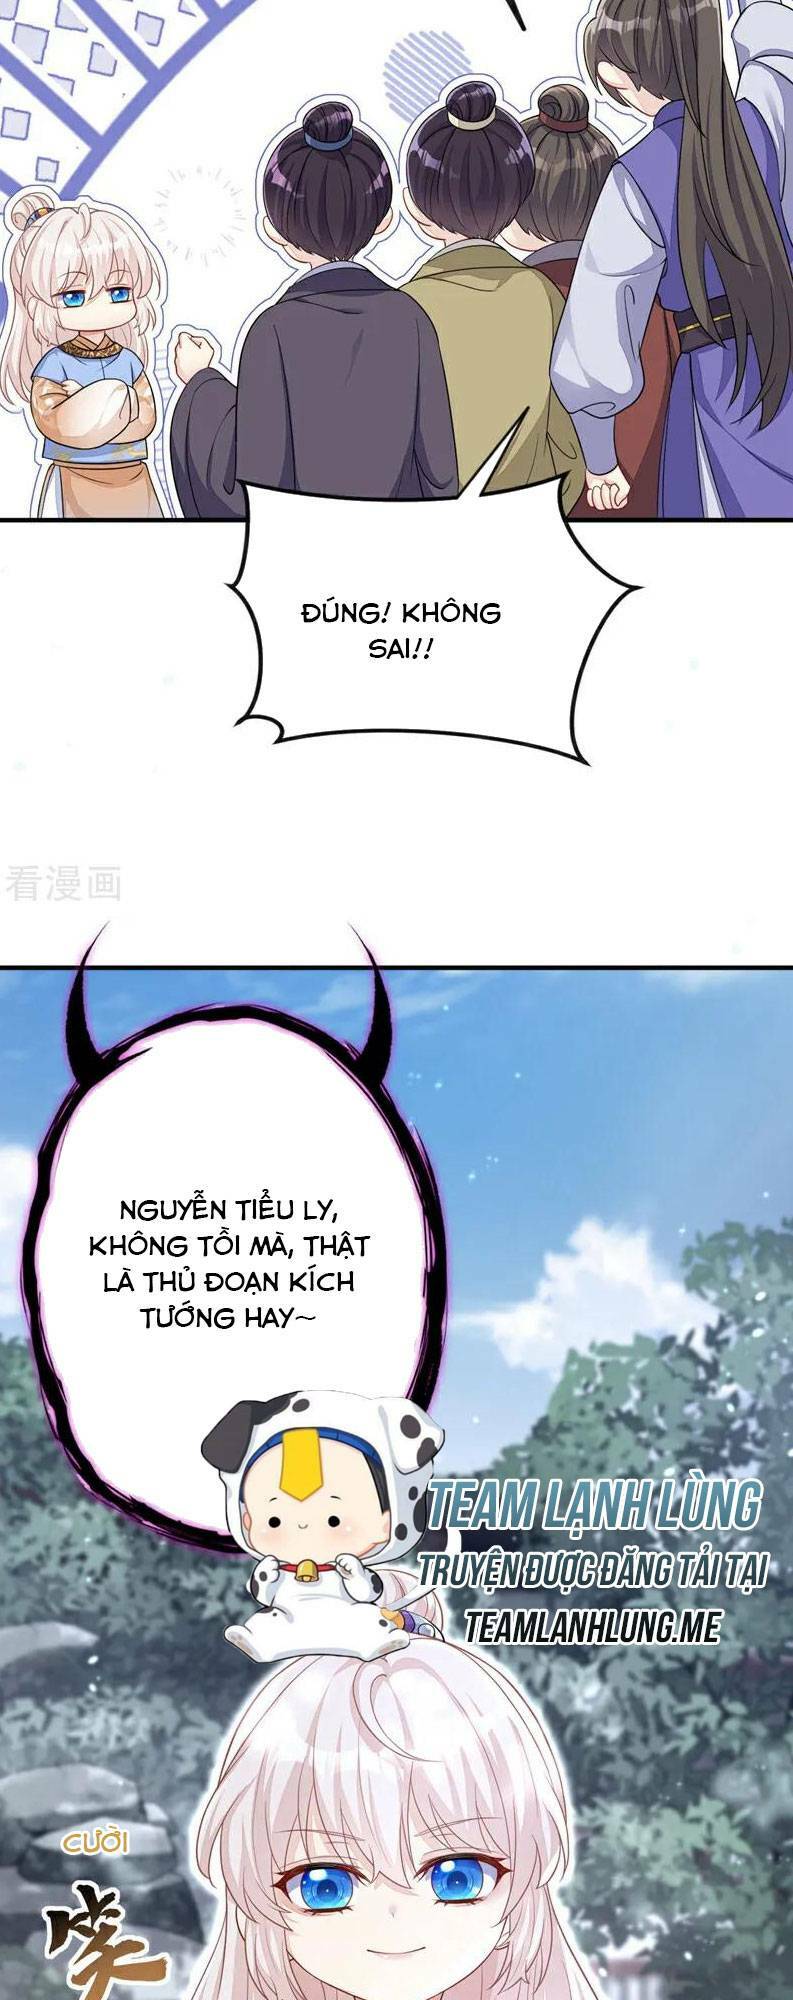 ĐÚNG! KHÔNG
SAI!!
看漫画
NGUYỄN TIỂU LY,
KHÔNG TỒI MÀ, THẬT
LÀ THỦ ĐOẠN KÍCH
TƯỚNG HAY~
TEAM LẠNH LÙNG
TRUYỆN ĐƯỢC ĐĂNG TẢI TẠI
TEAMLANHLUNG.ME
CƯỜI
笑